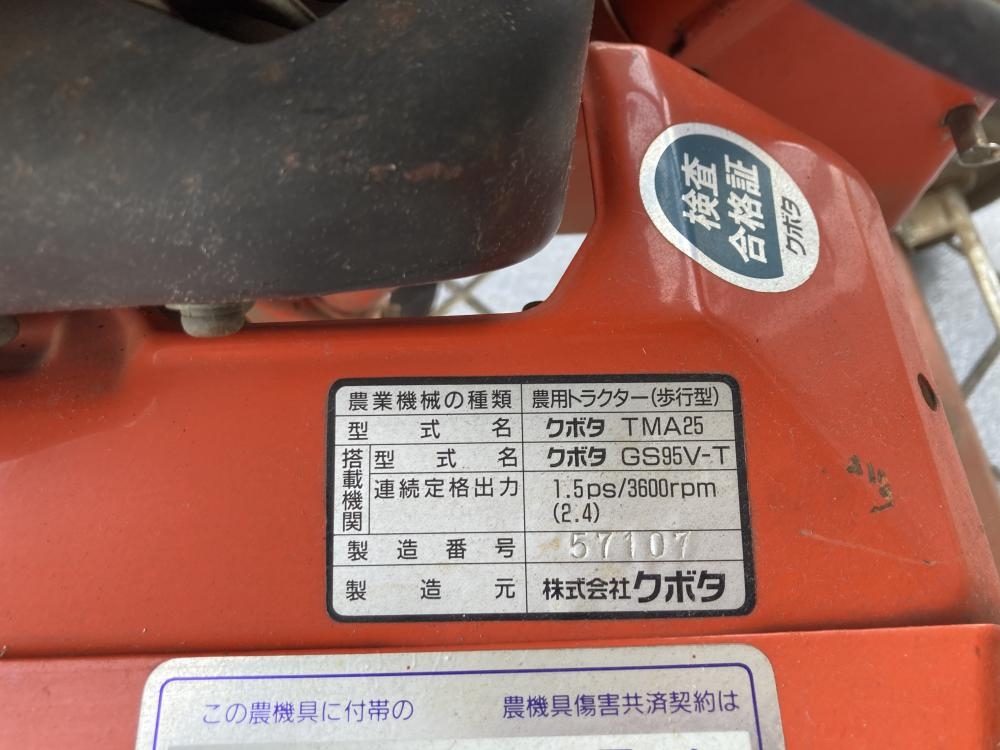 検査
合格証
クボタ
農業機械の種類 農用トラクター(歩行型)
型式名 クボタ TMA25
搭載機関 型式名 クボタ GS95V-T
連続定格出力 1.5ps/3600rpm
(2.4)
製造番号 57107
製造元 株式会社クボタ
この農機具に付帯の 農機具傷害共済契約は